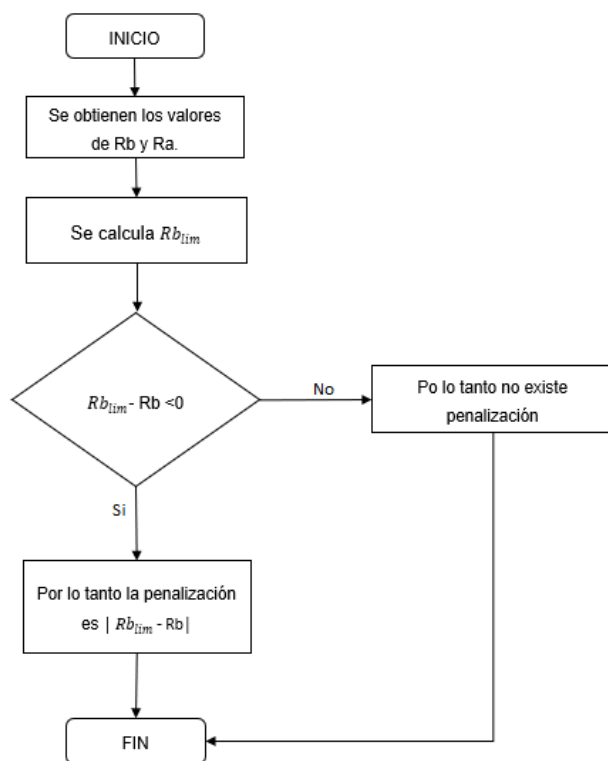 INICIO
Se obtienen los valores
de Rb y Ra.
Se calcula Rb_lim
Rb_lim - Rb <0
No
Po lo tanto no existe
penalización
Si
Por lo tanto la penalización
es | Rb_lim - Rb|
FIN